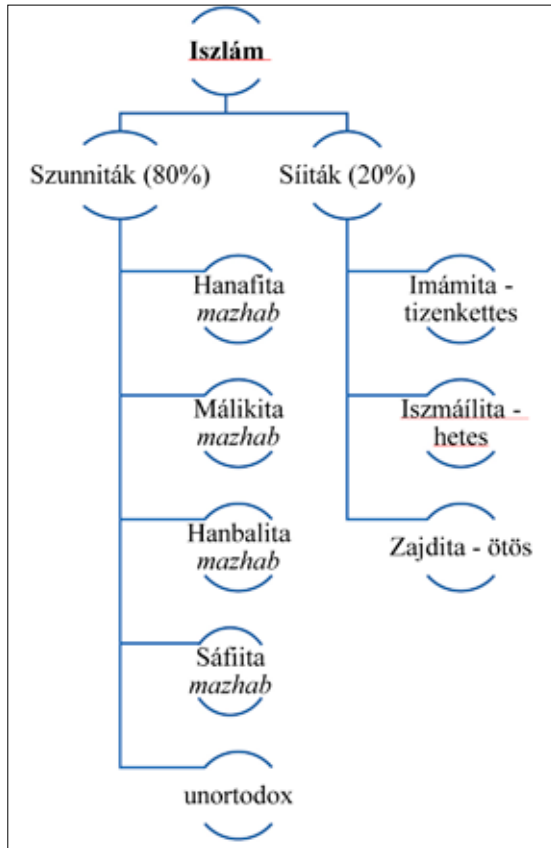 Iszlám
Szunniták (80%)
Síiták (20%)
Hanafita
mazhab
Málikita
mazhab
Hanbalita
mazhab
Sáfiita
mazhab
unortodox
Imámita -
tizenkettes
Iszmáílita -
hetes
Zajdita - ötös